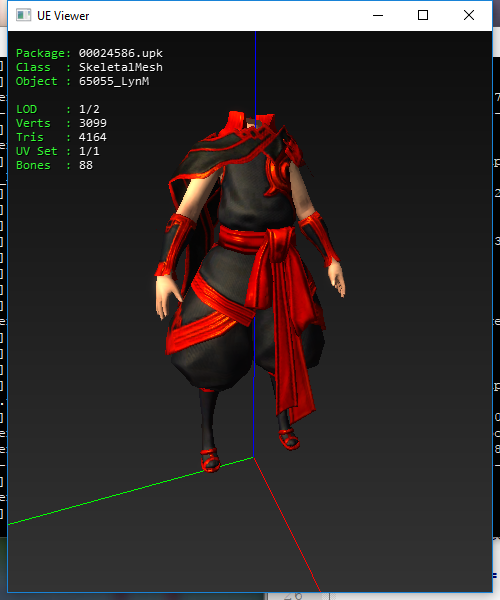 UE Viewer
Package: 00024586.upk
Class  : SkeletalMesh
Object : 65055_LynM
LOD    : 1/2
Verts  : 3099
Tris   : 4164
UV Set : 1/1
Bones  : 88
26